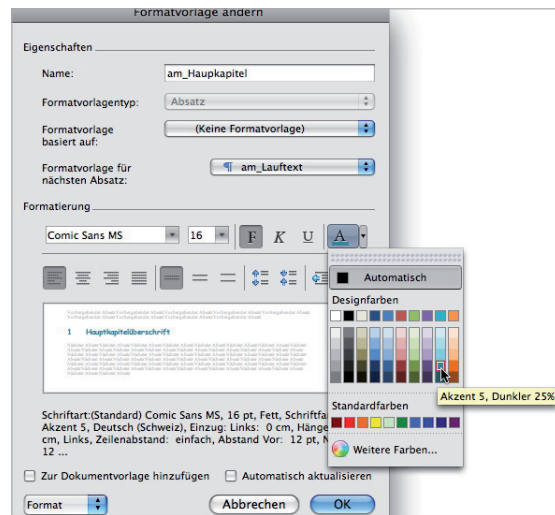 Formatvorlage ändern
Eigenschaften
Name: am_Haupkapitel
Formatvorlagentyp: Absatz
Formatvorlage basiert auf: (Keine Formatvorlage)
Formatvorlage für nächsten Absatz: ¶ am_Lauftext
Formatierung
Comic Sans MS 16 F K U A
Automatisch
Designfarben
Akzent 5, Dunkler 25%
Standardfarben
Weitere Farben...
1 Hauptkapitelüberschrift
Schriftart:(Standard) Comic Sans MS, 16 pt, Fett, Schriftfa
Akzent 5, Deutsch (Schweiz), Einzug: Links: 0 cm, Hänge
cm, Links, Zeilenabstand: einfach, Abstand Vor: 12 pt, N
12 ...
Zur Dokumentvorlage hinzufügen Automatisch aktualisieren
Format Abbrechen OK